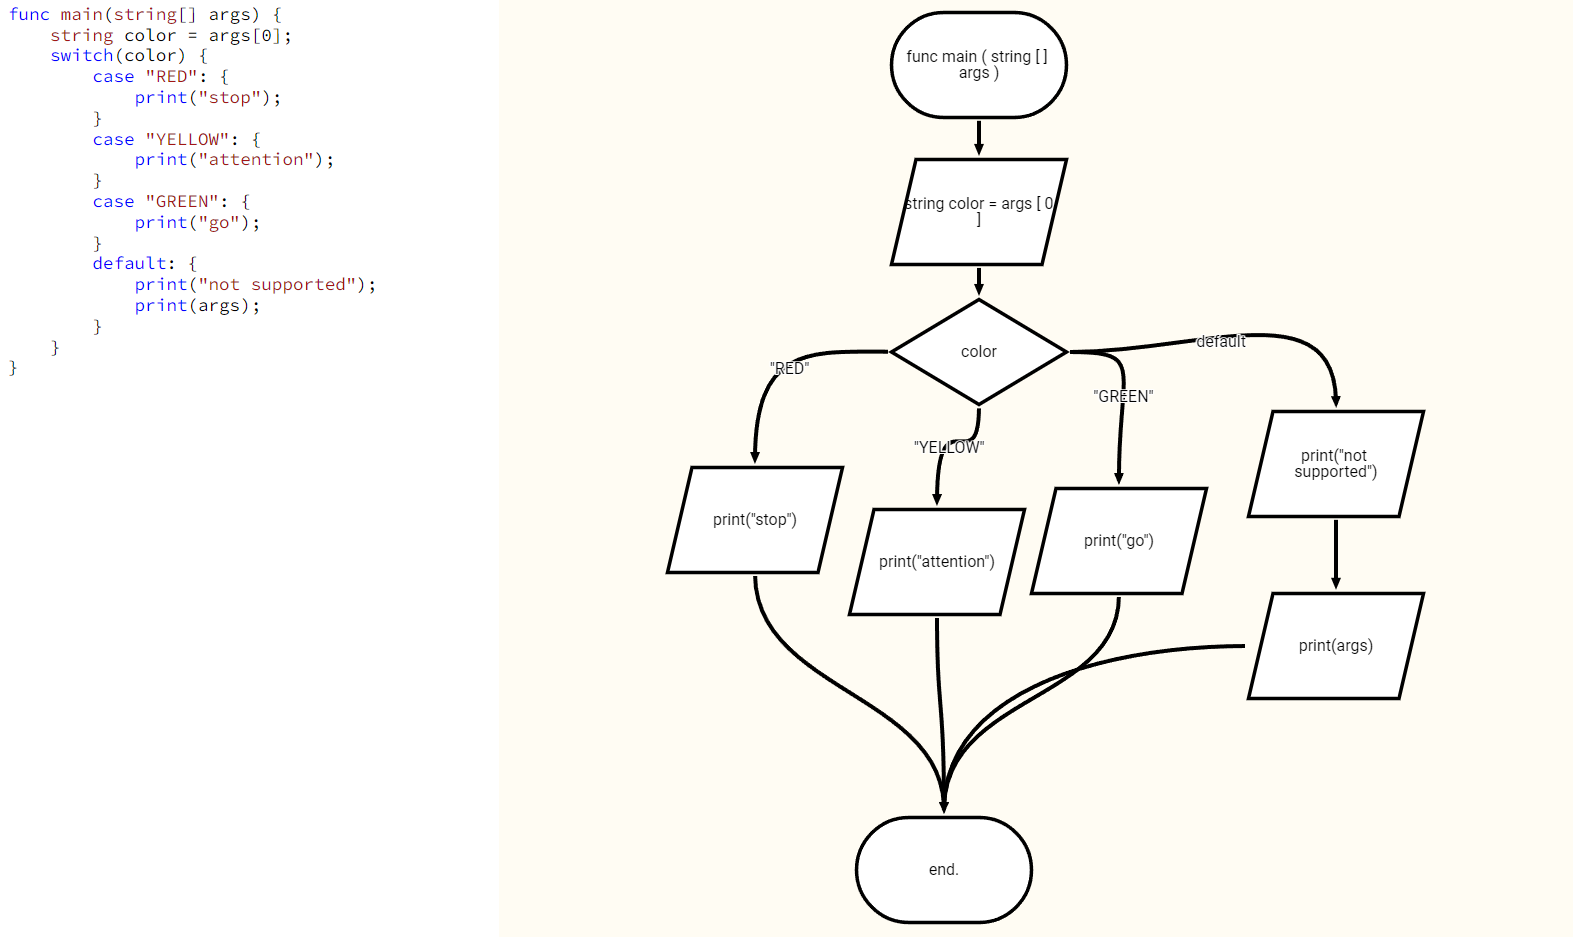 func main(string[] args) {
    string color = args[0];
    switch(color) {
        case "RED": {
            print("stop");
        }
        case "YELLOW": {
            print("attention");
        }
        case "GREEN": {
            print("go");
        }
        default: {
            print("not supported");
            print(args);
        }
    }
}
func main ( string [ ]
args )
string color = args [ 0
]
color
"RED"
"YELLOW"
"GREEN"
default
print("stop")
print("attention")
print("go")
print("not
supported")
print(args)
end.